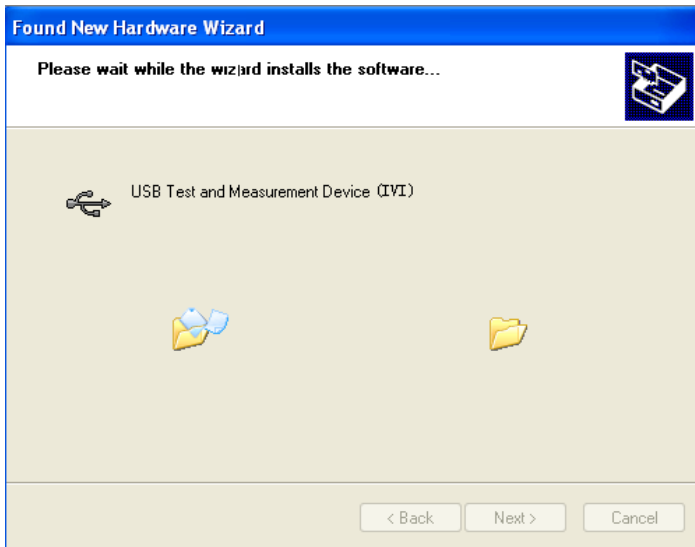 Found New Hardware Wizard
Please wait while the wizard installs the software...
USB Test and Measurement Device (IVI)
< Back
Next >
Cancel